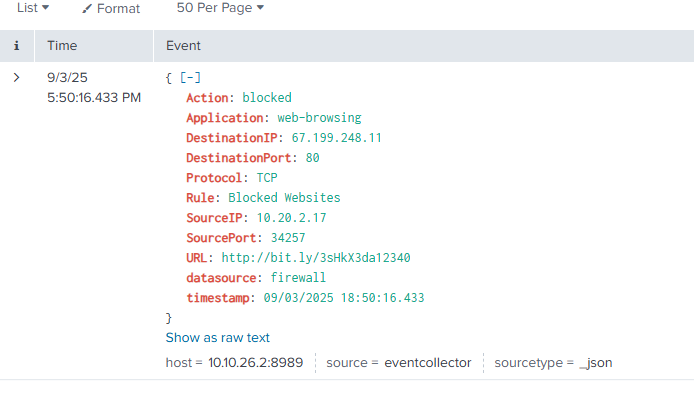 List Format 50 Per Page
i Time Event
9/3/25
5:50:16.433 PM
{ [-]
Action: blocked
Application: web-browsing
DestinationIP: 67.199.248.11
DestinationPort: 80
Protocol: TCP
Rule: Blocked Websites
SourceIP: 10.20.2.17
SourcePort: 34257
URL: http://bit.ly/3sHkX3da12340
datasource: firewall
timestamp: 09/03/2025 18:50:16.433
}
Show as raw text
host = 10.10.26.2:8989 source = eventcollector sourcetype = _json